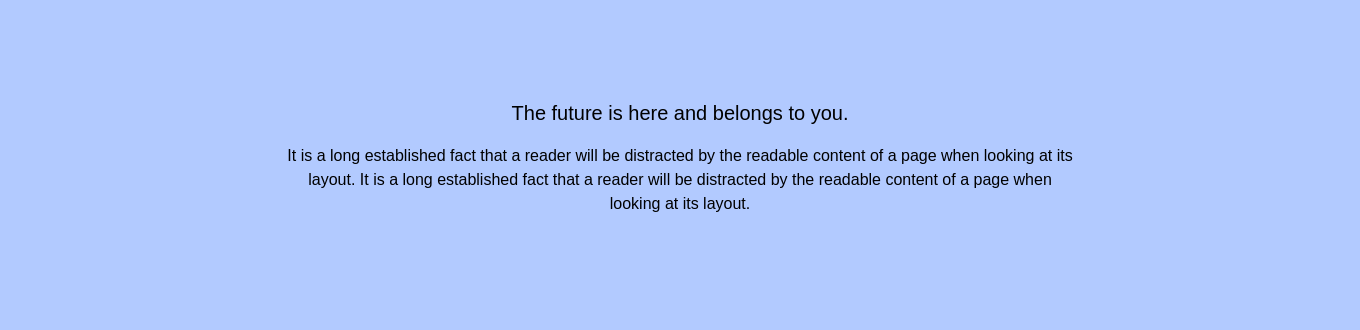 The future is here and belongs to you.
It is a long established fact that a reader will be distracted by the readable content of a page when looking at its
layout. It is a long established fact that a reader will be distracted by the readable content of a page when
looking at its layout.